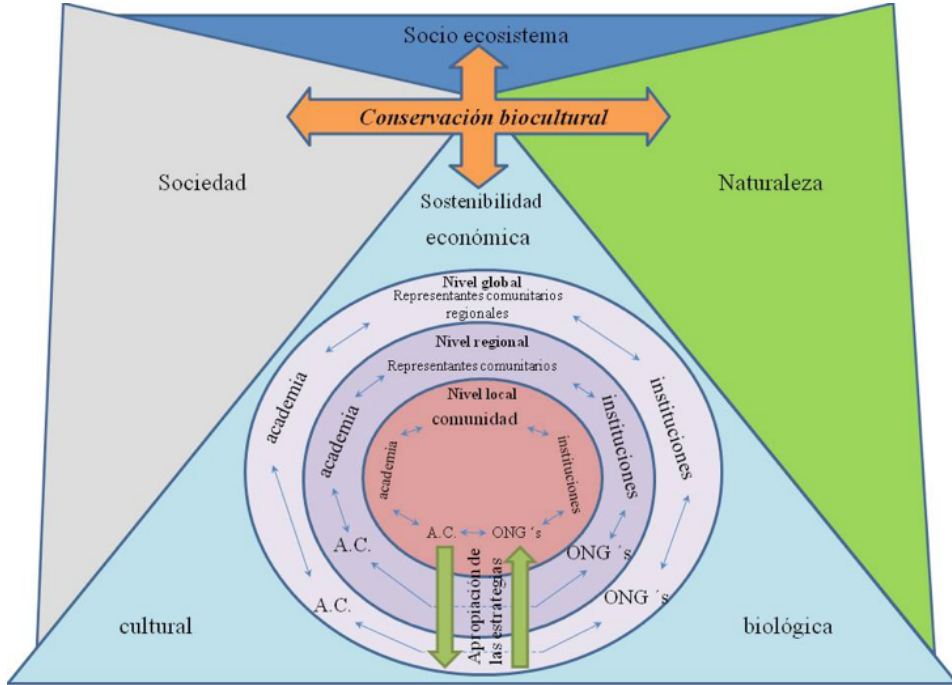 Socio ecosistema
Conservación biocultural
Sociedad
Naturaleza
Sostenibilidad
económica
Nivel global
Representantes comunitarios
regionales
Nivel regional
Representantes comunitarios
Nivel local
comunidad
academia
academia
academia
instituciones
instituciones
instituciones
A.C.
ONG ´s
A.C.
ONG ´s
A.C.
ONG ´s
Apropiación de
las estrategias
cultural
biológica